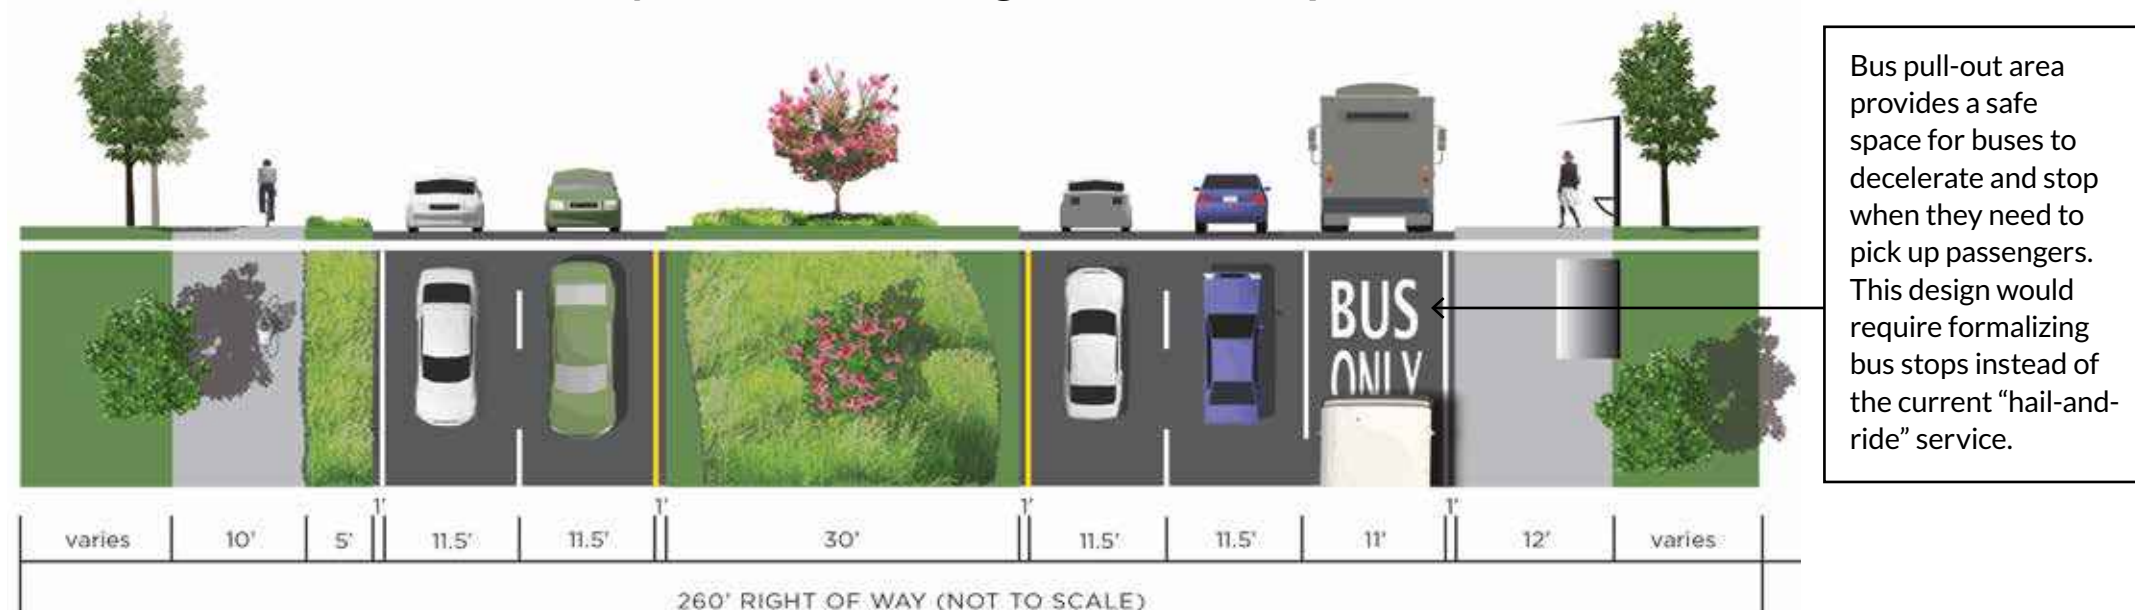 Bus pull-out area
provides a safe
space for buses to
decelerate and stop
when they need to
pick up passengers.
This design would
require formalizing
bus stops instead of
the current “hail-and-
ride” service.
BUS
ONLY
1' 1' 1' 1'
varies 10' 5' 11.5' 11.5' 30' 11.5' 11.5' 11' 12' varies
260' RIGHT OF WAY (NOT TO SCALE)